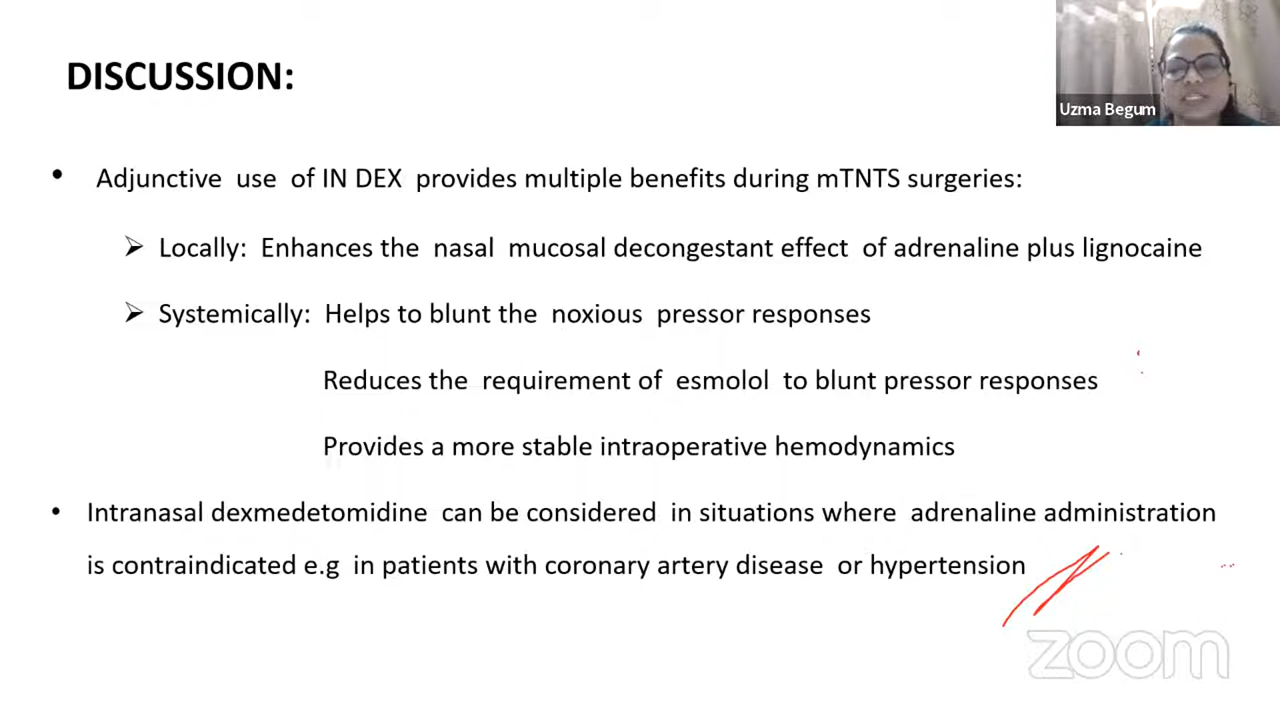 DISCUSSION:
Uzma Begum
• Adjunctive use of IN DEX provides multiple benefits during mTNTS surgeries:
➢ Locally: Enhances the nasal mucosal decongestant effect of adrenaline plus lignocaine
➢ Systemically: Helps to blunt the noxious pressor responses
Reduces the requirement of esmolol to blunt pressor responses
Provides a more stable intraoperative hemodynamics
• Intranasal dexmedetomidine can be considered in situations where adrenaline administration
is contraindicated e.g in patients with coronary artery disease or hypertension
zoom